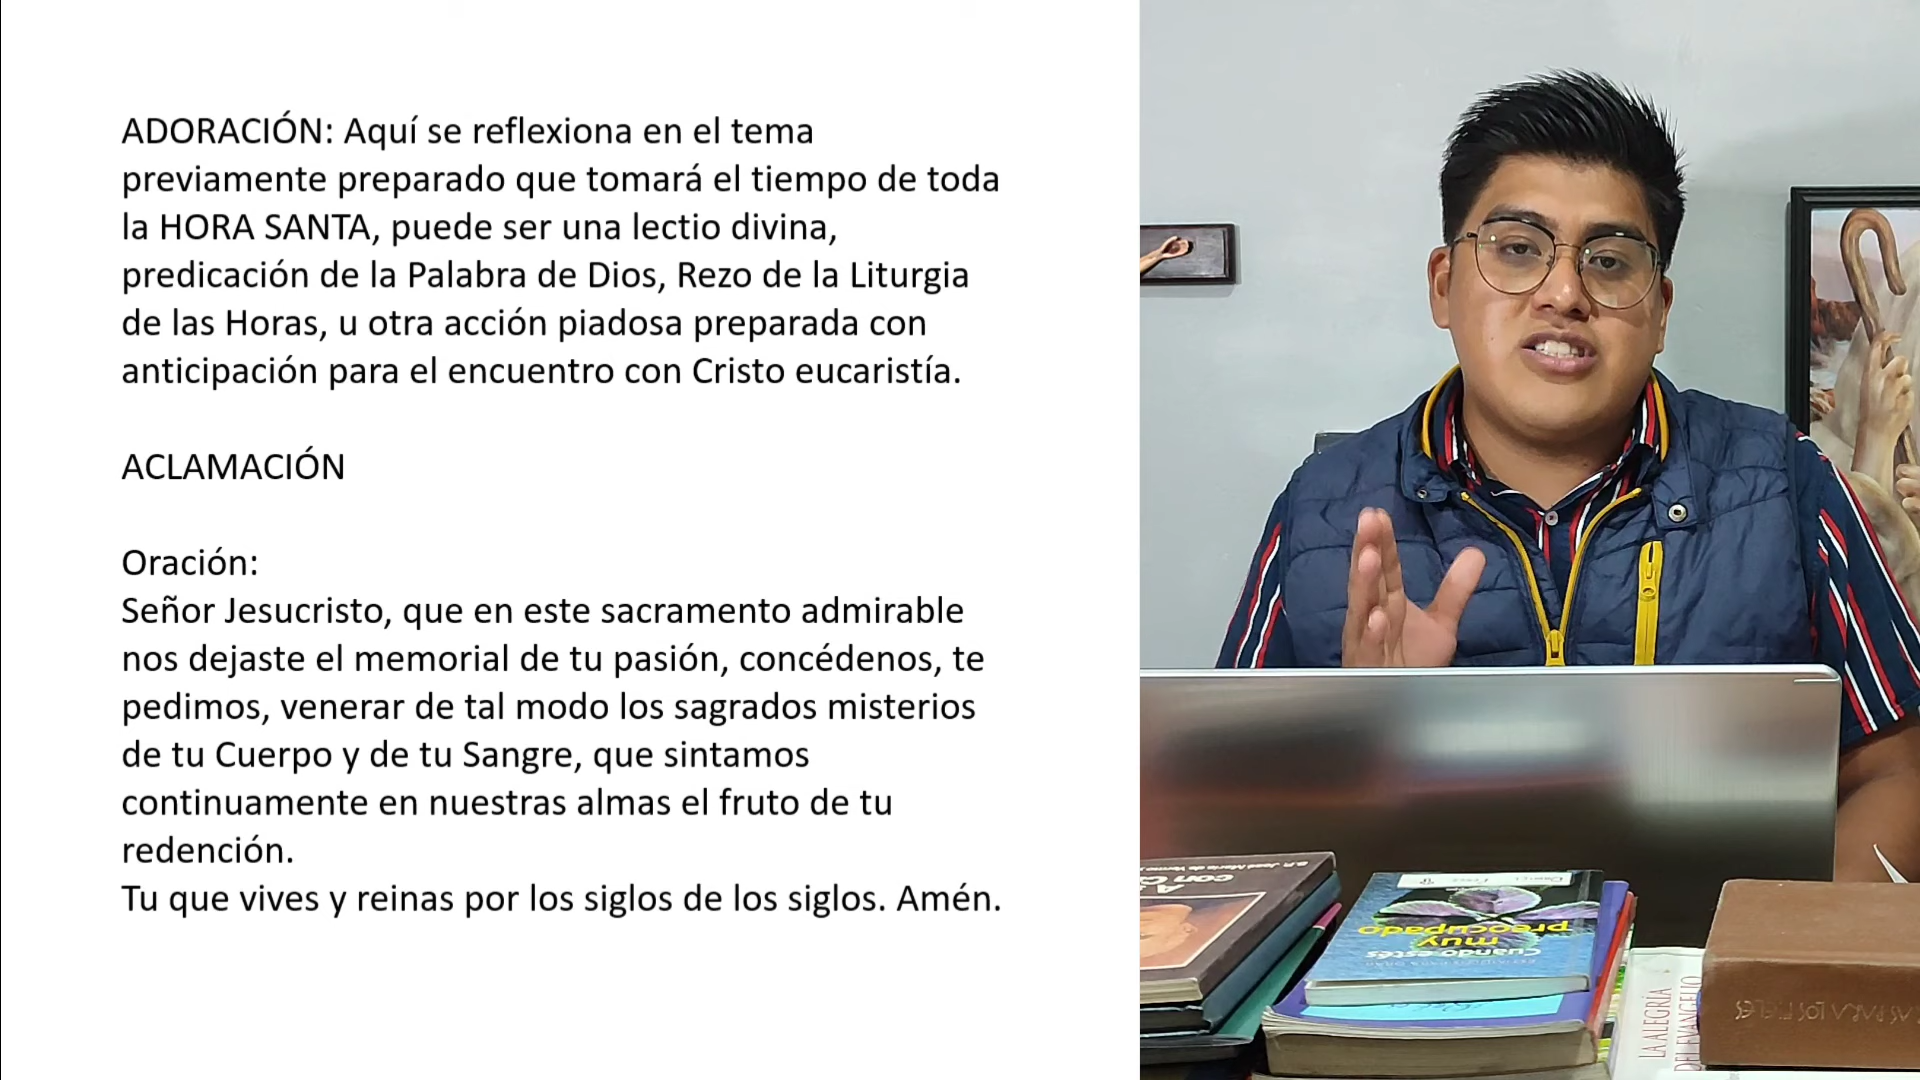 ADORACIÓN: Aquí se reflexiona en el tema
previamente preparado que tomará el tiempo de toda
la HORA SANTA, puede ser una lectio divina,
predicación de la Palabra de Dios, Rezo de la Liturgia
de las Horas, u otra acción piadosa preparada con
anticipación para el encuentro con Cristo eucaristía.
ACLAMACIÓN
Oración:
Señor Jesucristo, que en este sacramento admirable
nos dejaste el memorial de tu pasión, concédenos, te
pedimos, venerar de tal modo los sagrados misterios
de tu Cuerpo y de tu Sangre, que sintamos
continuamente en nuestras almas el fruto de tu
redención.
Tu que vives y reinas por los siglos de los siglos. Amén.
Cuando estés
muy
preocupado
LA ALEGRÍA
DEL EVANGELIO